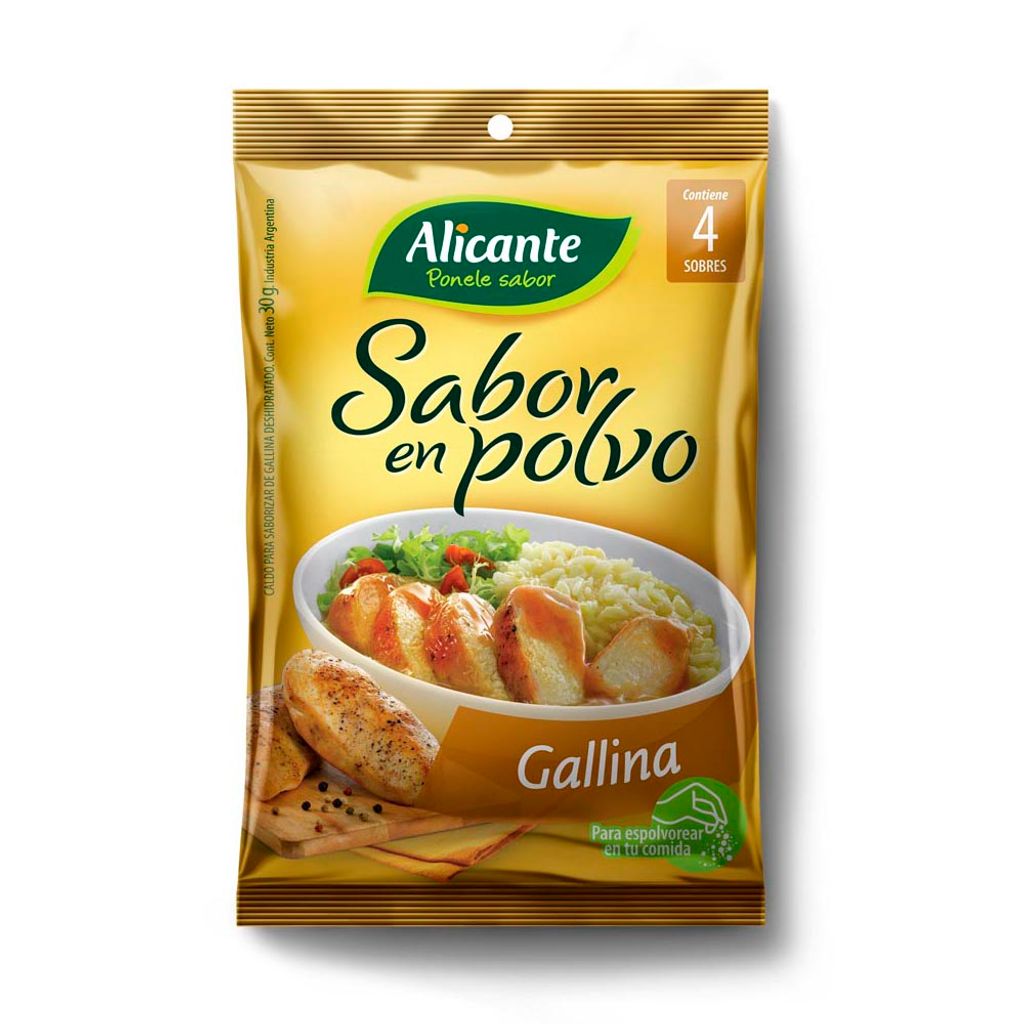 Alicante
Ponele sabor
Contiene
4
SOBRES
Sabor
en polvo
CALDO PARA SABORIZAR DE GALLINA DESHIDRATADO. Cont. Neto 30 g. Industria Argentina
Gallina
Para espolvorear
en tu comida